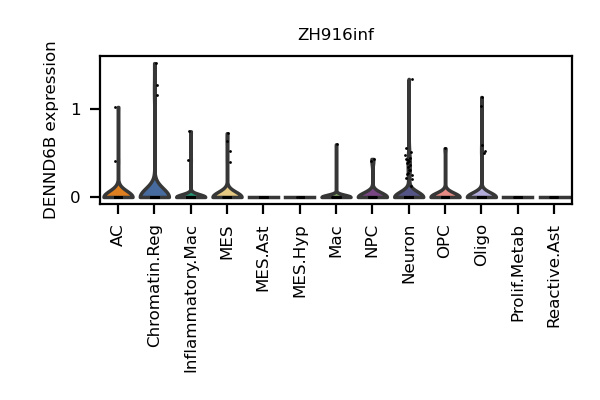 ZH916inf
DENND6B expression
1
0
AC
Chromatin.Reg
Inflammatory.Mac
MES
MES.Ast
MES.Hyp
Mac
NPC
Neuron
OPC
Oligo
Prolif.Metab
Reactive.Ast